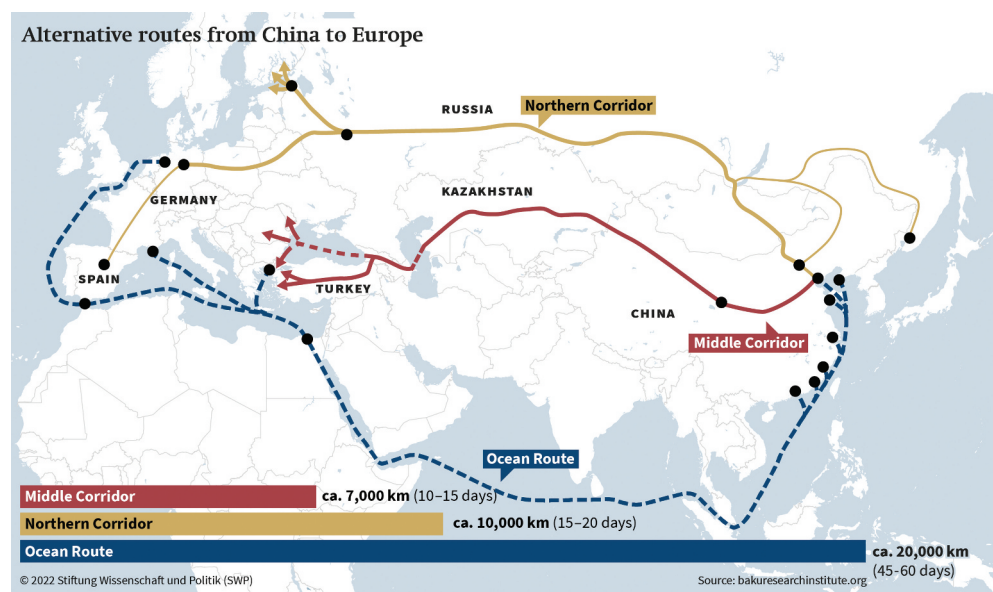 Alternative routes from China to Europe
RUSSIA
Northern Corridor
KAZAKHSTAN
GERMANY
SPAIN
TURKEY
CHINA
Middle Corridor
Ocean Route
Middle Corridor
ca. 7,000 km (10–15 days)
Northern Corridor
ca. 10,000 km (15–20 days)
Ocean Route
ca. 20,000 km
(45-60 days)
© 2022 Stiftung Wissenschaft und Politik (SWP)
Source: bakuresearchinstitute.org